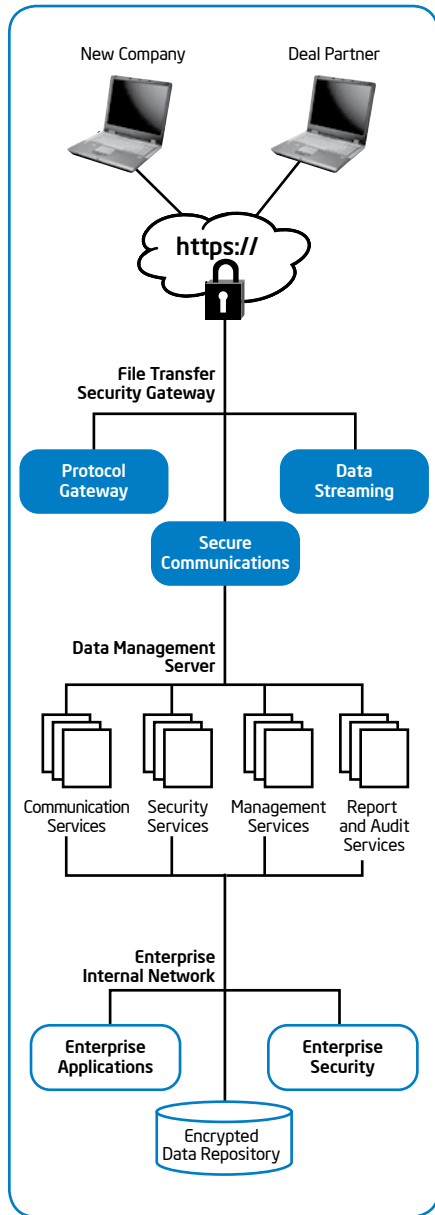 New Company
Deal Partner
https://
File Transfer
Security Gateway
Protocol
Gateway
Data
Streaming
Secure
Communications
Data Management
Server
Communication
Services
Security
Services
Management
Services
Report
and Audit
Services
Enterprise
Internal Network
Enterprise
Applications
Enterprise
Security
Encrypted
Data Repository